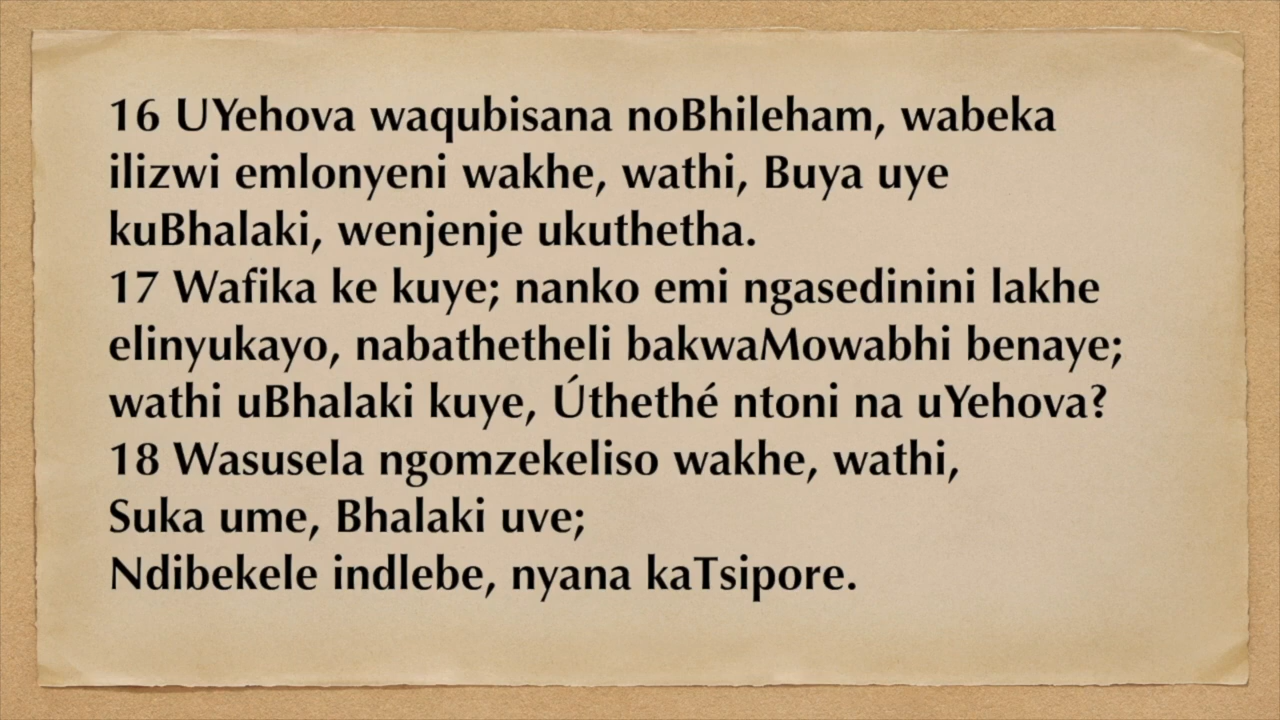 16 UYehova waqubisana noBhileham, wabeka
ilizwi emlonyeni wakhe, wathi, Buya uye
kuBhalaki, wenjenje ukuthetha.
17 Wafika ke kuye; nanko emi ngasedinini lakhe
elinyukayo, nabathetheli bakwaMowabhi benaye;
wathi uBhalaki kuye, Úthethé ntoni na uYehova?
18 Wasusela ngomzekeliso wakhe, wathi,
Suka ume, Bhalaki uve;
Ndibekele indlebe, nyana kaTsipore.